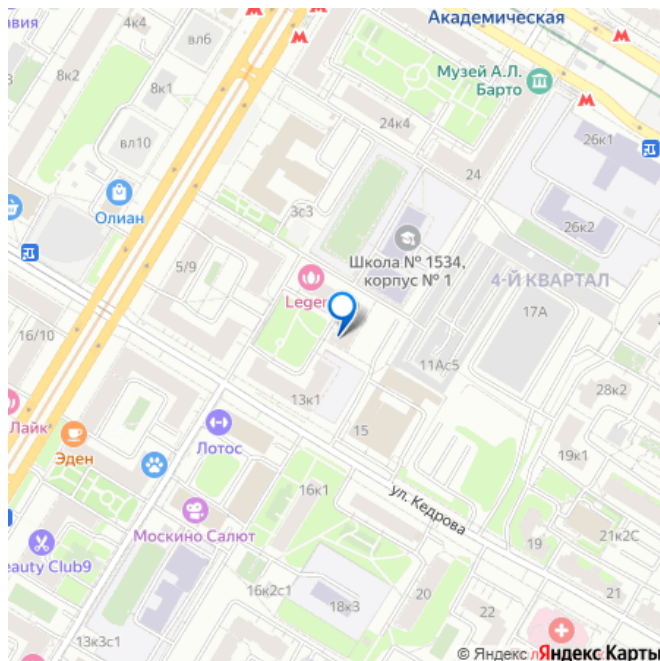 Академическая
4к4
вл6
Музей А.Л.
Барто
8к2
8к1
вл10
24к4
26к1
24
Олиан
3с3
26к2
Школа № 1534,
корпус № 1
5/9
4-Й КВАРТАЛ
17А
16/10
11Ас5
28к2
13к1
Лайк
Лотос
15
Эден
19к1
16к1
ул. Кедрова
Москино Салют
19
21к2С
eauty Club9
16к2с1
18к3
20
21
22
13к3с1
© Яндекс
Яндекс Карты